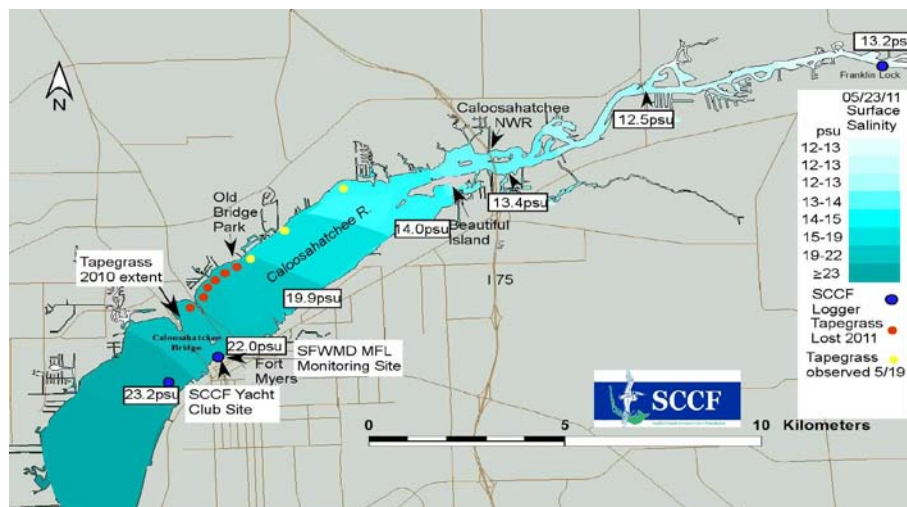 13.2psu
Franklin Lock
N
Caloosahatchee
NWR
12.5psu
05/23/11
Surface
Salinity
psu
12-13
12-13
12-13
13-14
14-15
15-19
19-22
≥23
SCCF
Logger
Tapegrass
Lost 2011
Tapegrass
observed 5/19
Old
Bridge
Park
Caloosahatchee R.
13.4psu
14.0psu
Beautiful
Island
Tapegrass
2010 extent
I 75
19.9psu
Caloosahatchee
Bridge
22.0psu
SFWMD MFL
Monitoring Site
Fort
Myers
23.2psu
SCCF Yacht
Club Site
SCCF
0
5
10 Kilometers